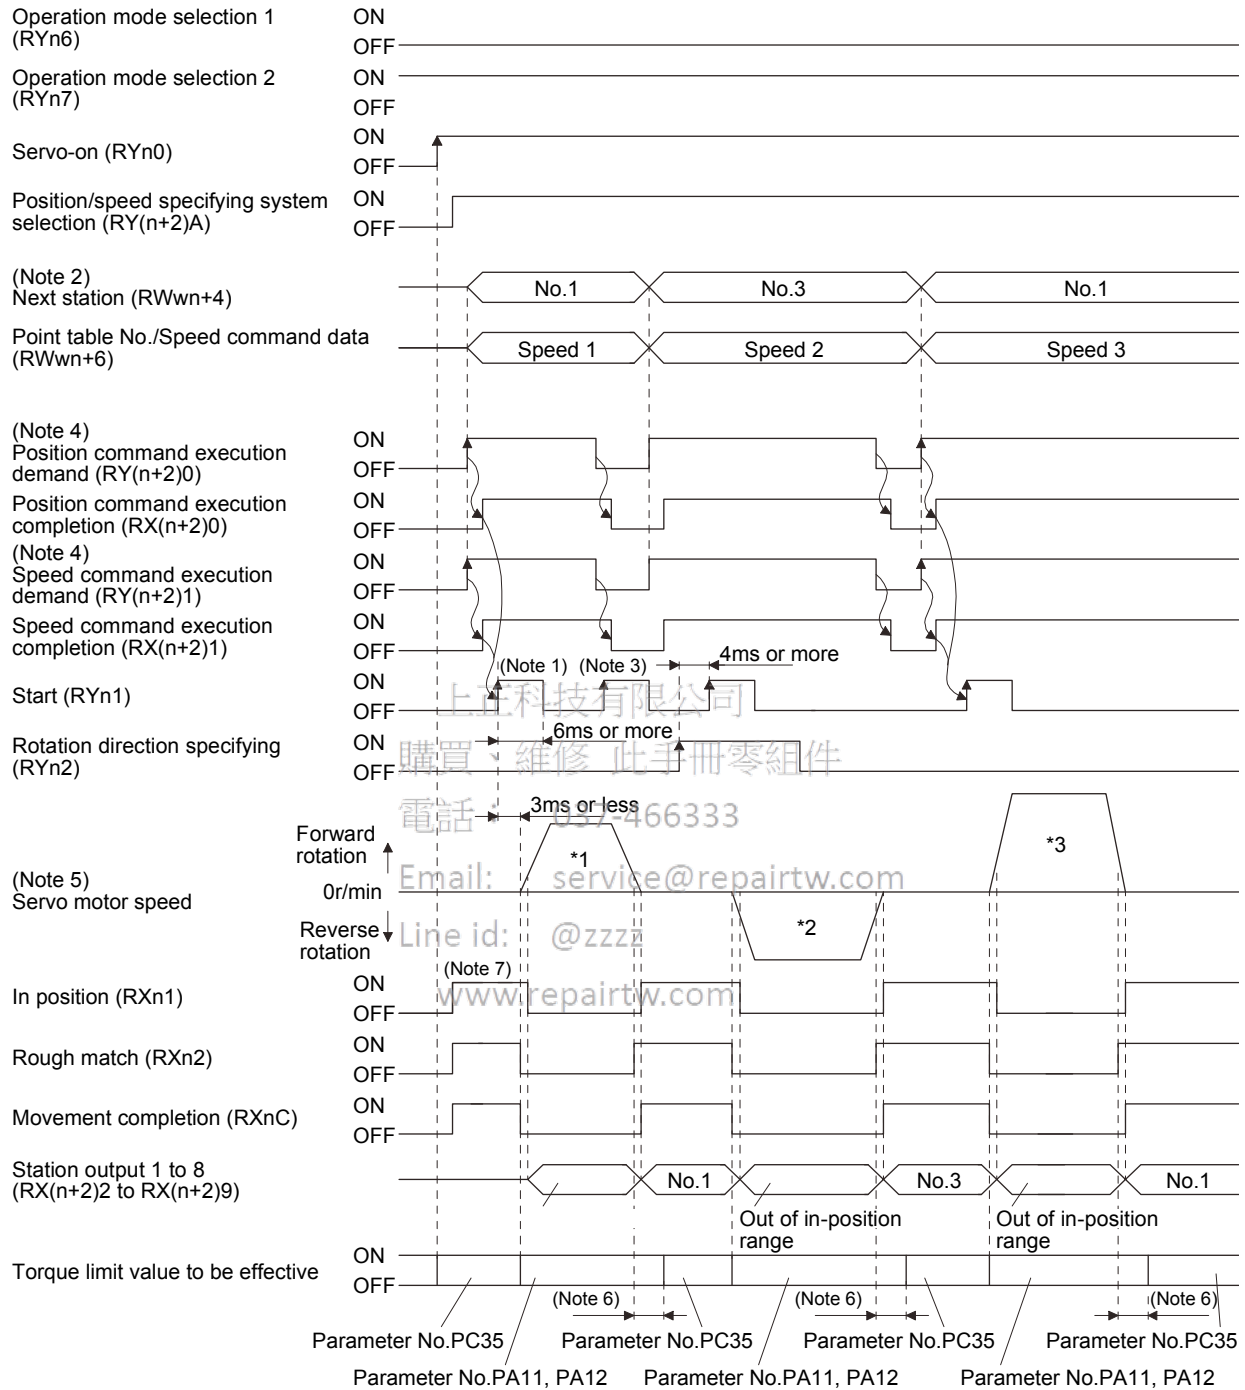 Operation mode selection 1
(RYn6)
ON
OFF
Operation mode selection 2
(RYn7)
ON
OFF
Servo-on (RYn0)
ON
OFF
Position/speed specifying system
selection (RY(n+2)A)
ON
OFF
(Note 2)
Next station (RWwn+4)
No.1
No.3
No.1
Point table No./Speed command data
(RWwn+6)
Speed 1
Speed 2
Speed 3
(Note 4)
Position command execution
demand (RY(n+2)0)
ON
OFF
Position command execution
completion (RX(n+2)0)
ON
OFF
(Note 4)
Speed command execution
demand (RY(n+2)1)
ON
OFF
Speed command execution
completion (RX(n+2)1)
ON
OFF
(Note 1)
(Note 3)
4ms or more
Start (RYn1)
ON
OFF
上正科技有限公司
6ms or more
Rotation direction specifying
(RYn2)
ON
OFF
購買、維修 此手冊零組件
3ms or less
電話: 037-466333
Forward
rotation
*1
*3
(Note 5)
Servo motor speed
0r/min
Email: service@repairtw.com
Reverse
rotation
*2
Line id: @zzzz
(Note 7)
In position (RXn1)
ON
OFF
www.repairtw.com
Rough match (RXn2)
ON
OFF
Movement completion (RXnC)
ON
OFF
Station output 1 to 8
(RX(n+2)2 to RX(n+2)9)
No.1
No.3
No.1
Out of in-position
range
Out of in-position
range
Torque limit value to be effective
ON
OFF
(Note 6)
(Note 6)
(Note 6)
Parameter No.PC35
Parameter No.PC35
Parameter No.PC35
Parameter No.PC35
Parameter No.PA11, PA12
Parameter No.PA11, PA12
Parameter No.PA11, PA12